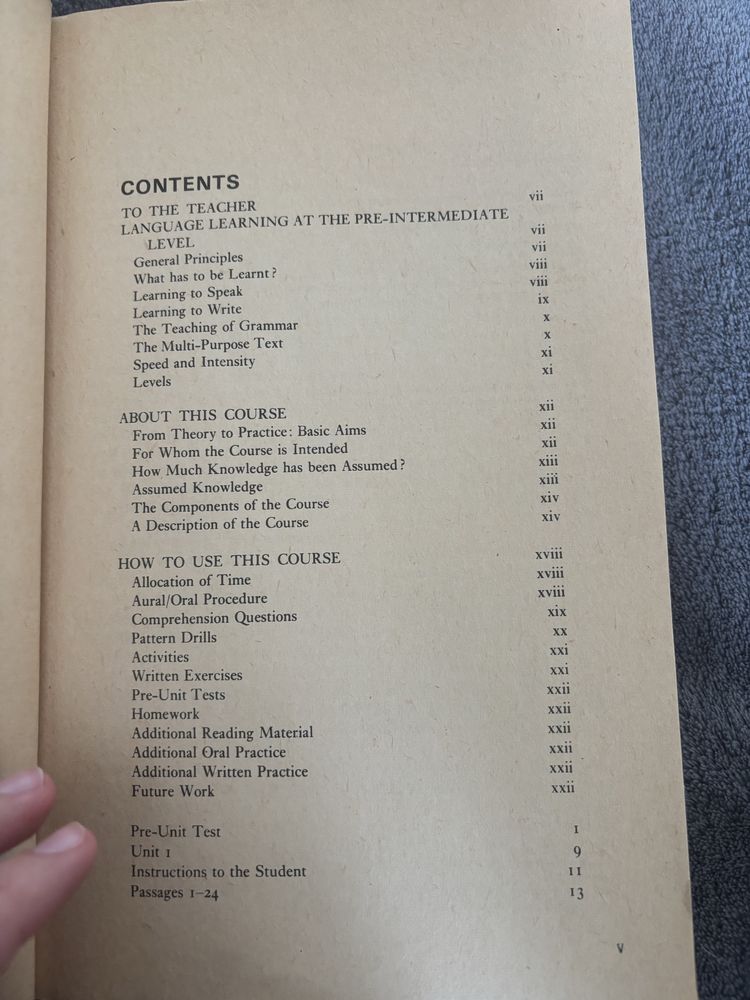 CONTENTS
TO THE TEACHER vii
LANGUAGE LEARNING AT THE PRE-INTERMEDIATE
LEVEL vii
General Principles vii
What has to be Learnt? viii
Learning to Speak viii
Learning to Write ix
The Teaching of Grammar x
The Multi-Purpose Text x
Speed and Intensity xi
Levels xi
ABOUT THIS COURSE xii
From Theory to Practice: Basic Aims xii
For Whom the Course is Intended xii
How Much Knowledge has been Assumed? xiii
Assumed Knowledge xiii
The Components of the Course xiv
A Description of the Course xiv
HOW TO USE THIS COURSE xviii
Allocation of Time xviii
Aural/Oral Procedure xviii
Comprehension Questions xix
Pattern Drills xx
Activities xxi
Written Exercises xxi
Pre-Unit Tests xxii
Homework xxii
Additional Reading Material xxii
Additional Oral Practice xxii
Additional Written Practice xxii
Future Work xxii
Pre-Unit Test 1
Unit 1 9
Instructions to the Student 11
Passages 1–24 13
v